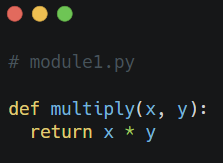 # module1.py
def multiply(x, y):
  return x * y